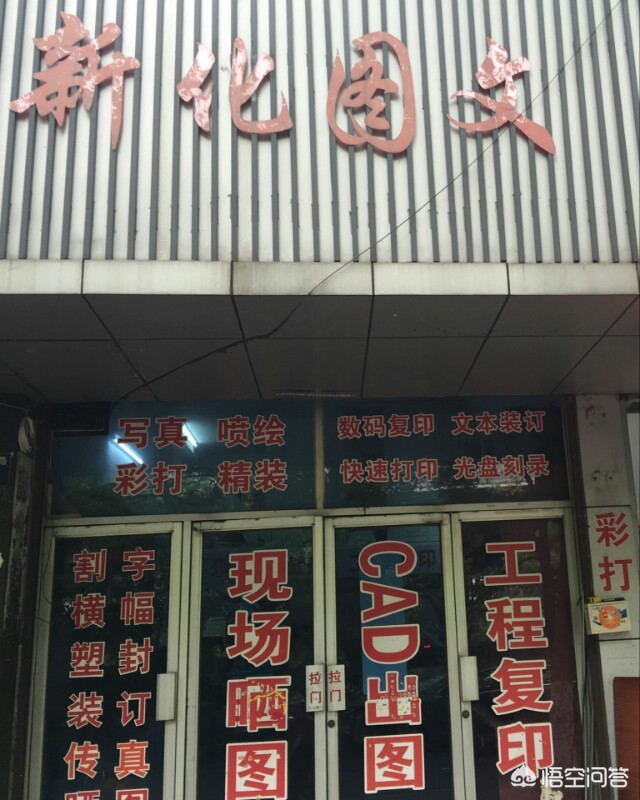 新化图文
写真 喷绘
彩打 精装
数码复印 文本装订
快速打印 光盘刻录
割字
横幅
塑封
装订
传真
现场晒图
拉门
拉门
CAD出图
工程复印
彩打
悟空问答